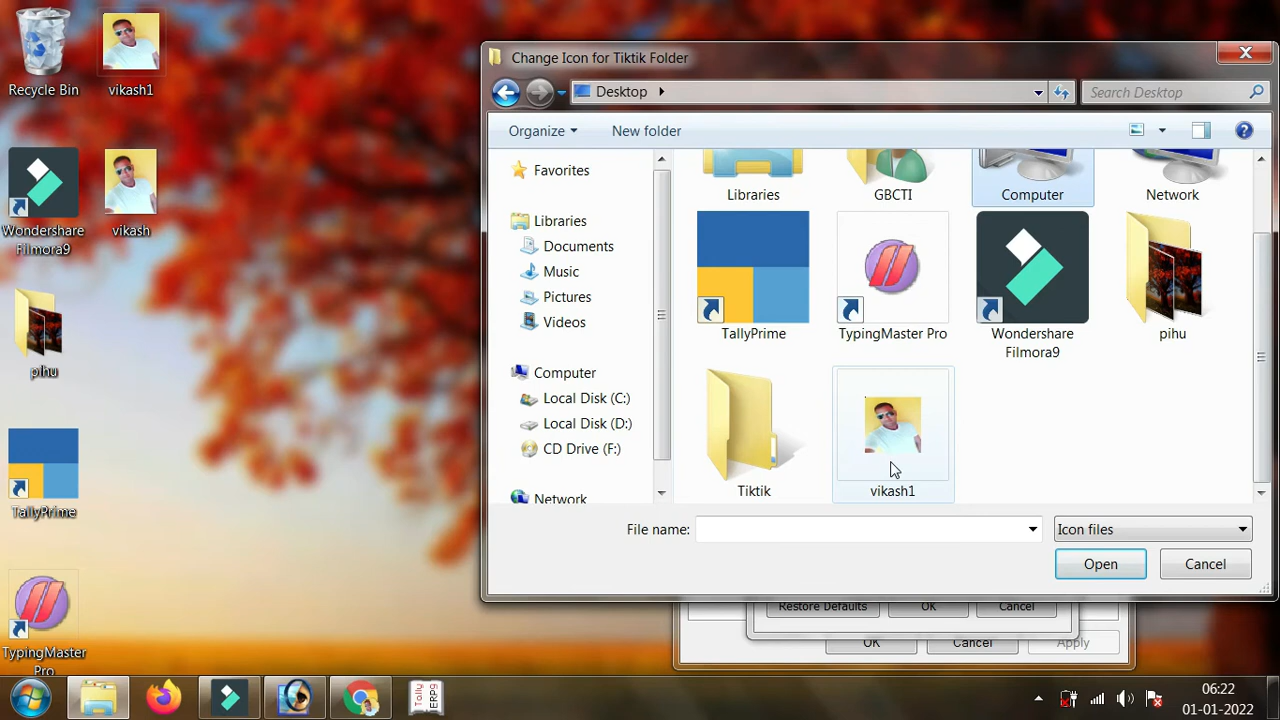 Recycle Bin
vikash1
Wondershare
Filmora9
vikash
pihu
TallyPrime
TypingMaster
Pro
Change Icon for Tiktik Folder
Desktop
Search Desktop
Organize
New folder
Favorites
Libraries
Documents
Music
Pictures
Videos
Computer
Local Disk (C:)
Local Disk (D:)
CD Drive (F:)
Network
Libraries
GBCTI
Computer
Network
TallyPrime
TypingMaster Pro
Wondershare
Filmora9
pihu
Tiktik
vikash1
File name:
Icon files
Open
Cancel
Restore Defaults
OK
Cancel
OK
Cancel
Apply
Tally
ERP9
06:22
01-01-2022